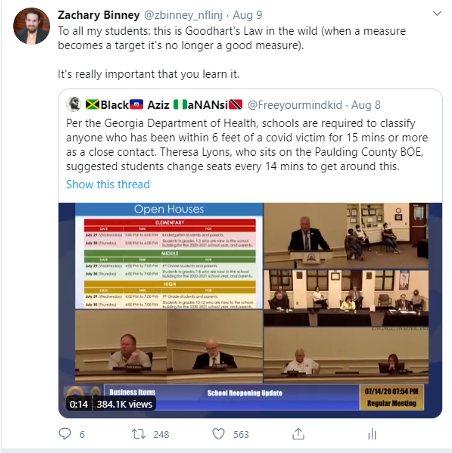 Zachary Binney @zbinney_nflinj · Aug 9
To all my students: this is Goodhart's Law in the wild (when a measure
becomes a target it's no longer a good measure).
It's really important that you learn it.
Black Aziz aNANsi @Freeyourmindkid · Aug 8
Per the Georgia Department of Health, schools are required to classify
anyone who has been within 6 feet of a covid victim for 15 mins or more
as a close contact. Theresa Lyons, who sits on the Paulding County BOE,
suggested students change seats every 14 mins to get around this.
Show this thread
Open Houses
ELEMENTARY
DATE TIME
MIDDLE
HIGH
Business Items
School Reopening Update
07/14/20 07:54 PM
Regular Meeting
0:14 384.1K views
6 248 563